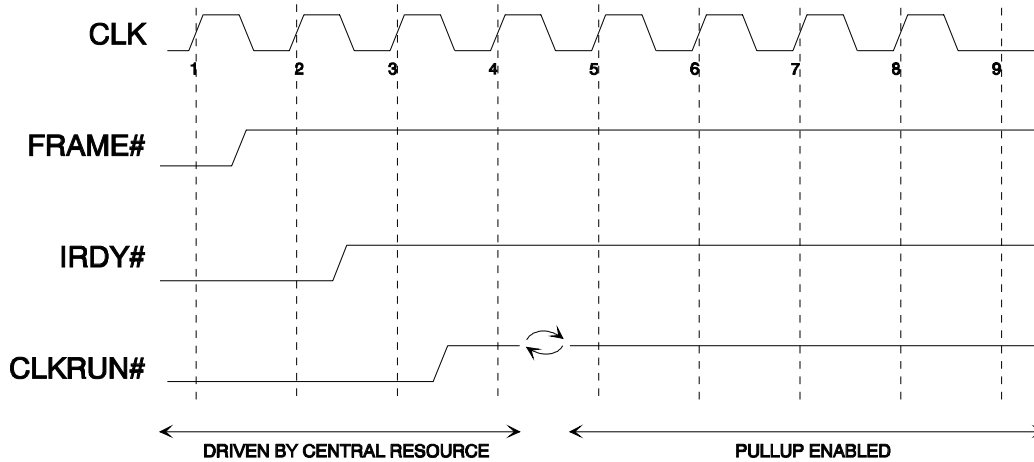 CLK
1 2 3 4 5 6 7 8 9
FRAME#
IRDY#
CLKRUN#
DRIVEN BY CENTRAL RESOURCE PULLUP ENABLED